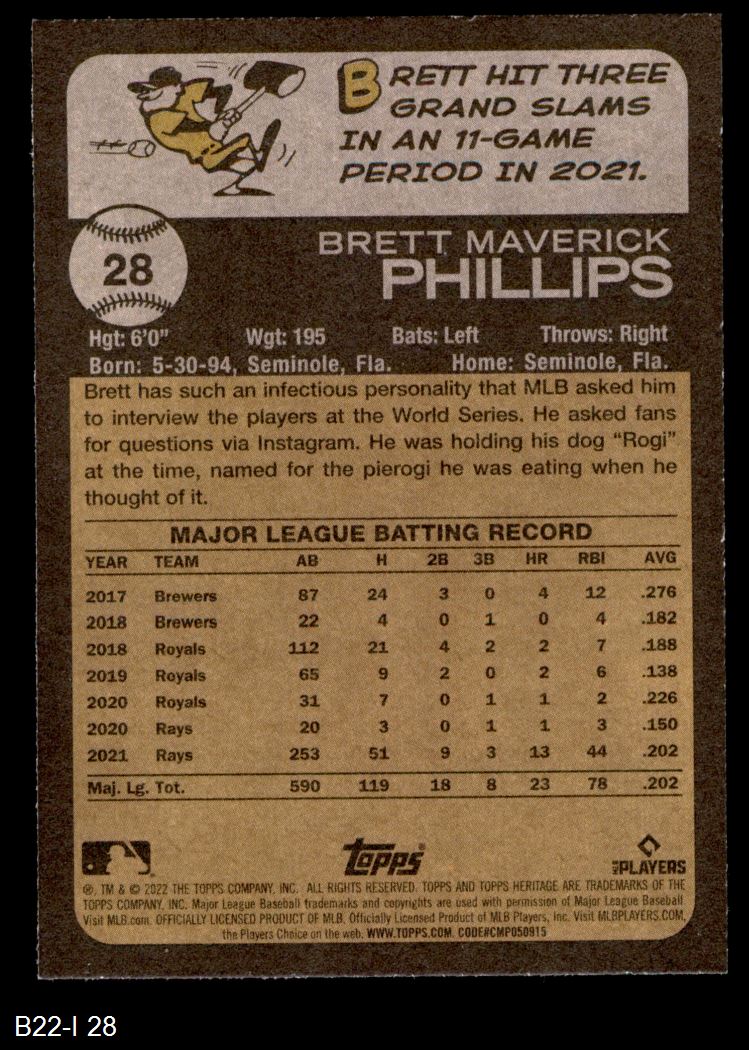 BRETT HIT THREE
GRAND SLAMS
IN AN 11-GAME
PERIOD IN 2021.
28
BRETT MAVERICK
PHILLIPS
Hgt: 6'0" Wgt: 195 Bats: Left Throws: Right
Born: 5-30-94, Seminole, Fla. Home: Seminole, Fla.
Brett has such an infectious personality that MLB asked him
to interview the players at the World Series. He asked fans
for questions via Instagram. He was holding his dog "Rogi"
at the time, named for the pierogi he was eating when he
thought of it.
MAJOR LEAGUE BATTING RECORD
YEAR TEAM AB H 2B 3B HR RBI AVG
2017 Brewers 87 24 3 0 4 12 .276
2018 Brewers 22 4 0 1 0 4 .182
2018 Royals 112 21 4 2 2 7 .188
2019 Royals 65 9 2 0 2 6 .138
2020 Royals 31 7 0 1 1 2 .226
2020 Rays 20 3 0 1 1 3 .150
2021 Rays 253 51 9 3 13 44 .202
Maj. Lg. Tot. 590 119 18 8 23 78 .202
Topps
MLB PLAYERS
®, TM & © 2022 THE TOPPS COMPANY, INC. ALL RIGHTS RESERVED. TOPPS AND TOPPS HERITAGE ARE TRADEMARKS OF THE
TOPPS COMPANY, INC. Major League Baseball trademarks and copyrights are used with permission of Major League Baseball.
Visit MLB.com. OFFICIALLY LICENSED PRODUCT OF MLB. Officially Licensed Product of MLB Players, Inc. Visit MLBPLAYERS.COM,
the Players Choice on the web. WWW.TOPPS.COM. CODE#CMP050915
B22-I 28